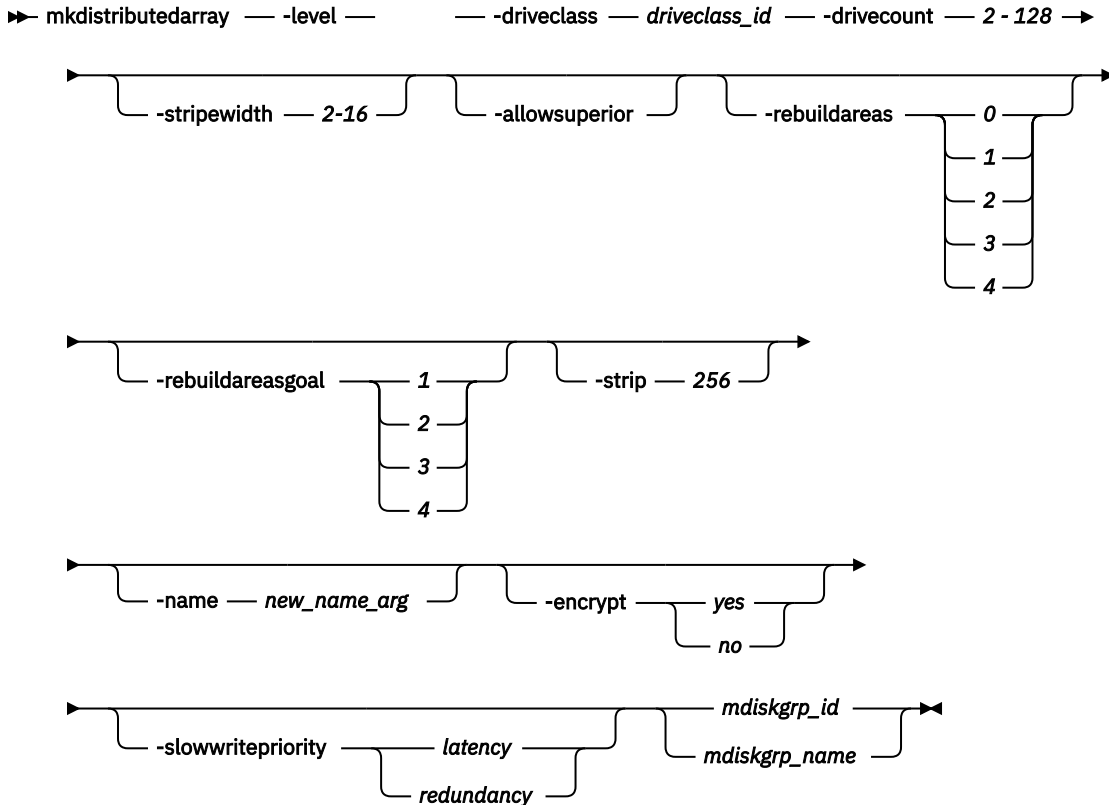 mkdistributedarray -level -driveclass driveclass_id -drivecount 2 - 128
-stripewidth 2-16 -allowsuperior -rebuildareas 0
1
2
3
4
-rebuildareasgoal 1 -strip 256
2
3
4
-name new_name_arg -encrypt yes
no
mdiskgrp_id
-slowwritepriority latency mdiskgrp_name
redundancy